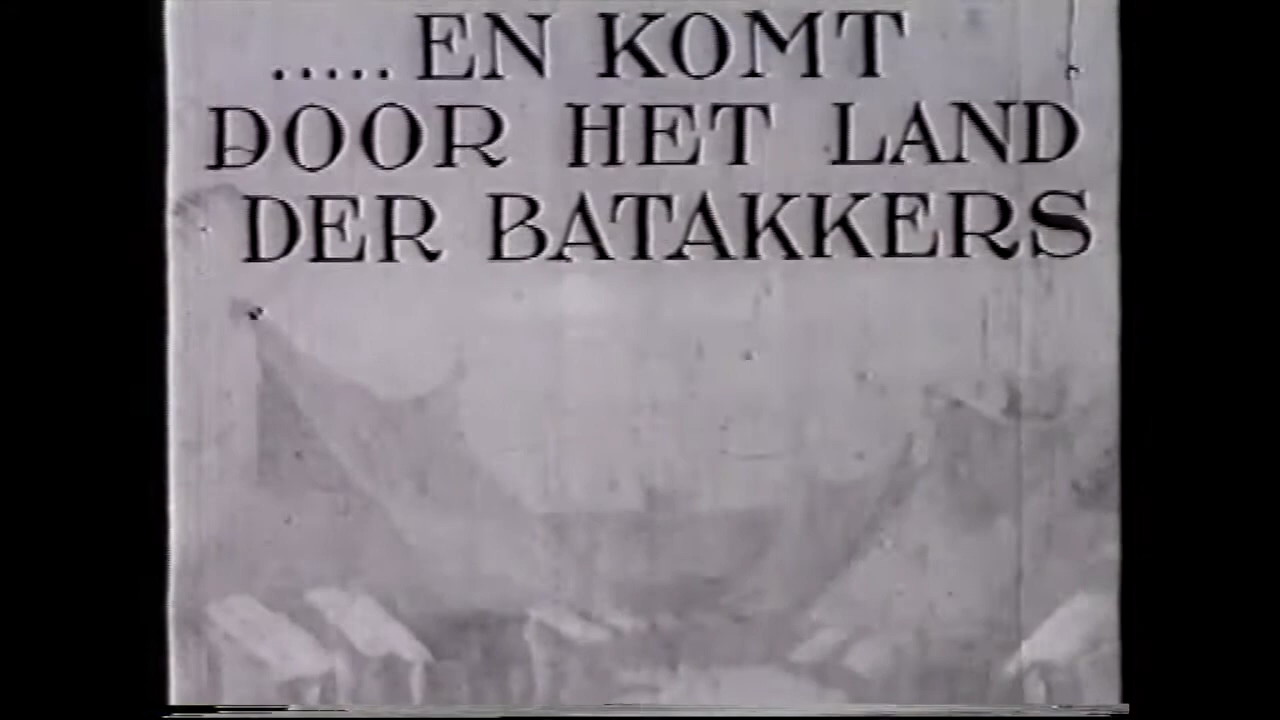 .....EN KOMT
DOOR HET LAND
DER BATAKKERS